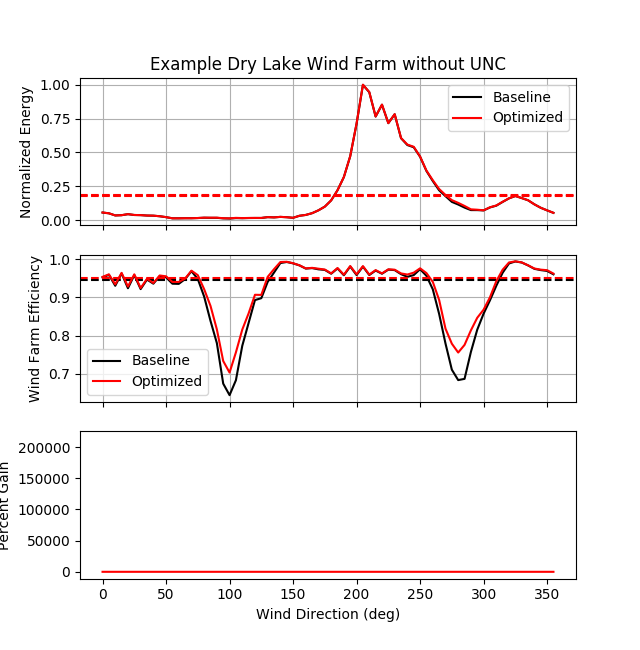 Example Dry Lake Wind Farm without UNC
1.00
0.75
0.50
0.25
0.00
Normalized Energy
Baseline
Optimized
1.0
0.9
0.8
0.7
Wind Farm Efficiency
Baseline
Optimized
200000
150000
100000
50000
0
Percent Gain
0 50 100 150 200 250 300 350
Wind Direction (deg)